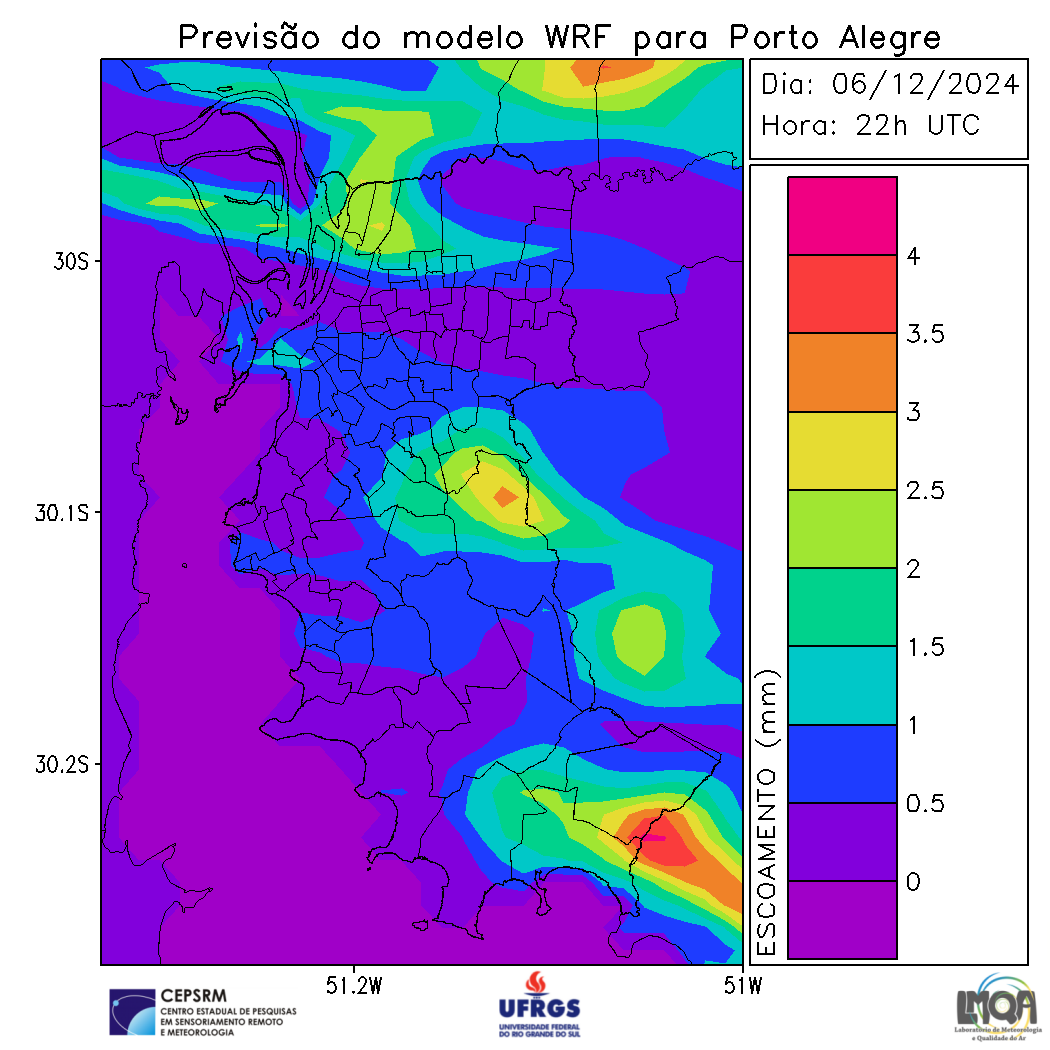 Previsão do modelo WRF para Porto Alegre
Dia: 06/12/2024
Hora: 22h UTC
30S
30.1S
30.2S
51.2W
51W
ESCOAMENTO (mm)
4
3.5
3
2.5
2
1.5
1
0.5
0
CEPSRM
CENTRO ESTADUAL DE PESQUISAS
EM SENSORIAMENTO REMOTO
E METEOROLOGIA
UFRGS
UNIVERSIDADE FEDERAL
DO RIO GRANDE DO SUL
LMQA
Laboratório de Meteorologia
e Qualidade do Ar